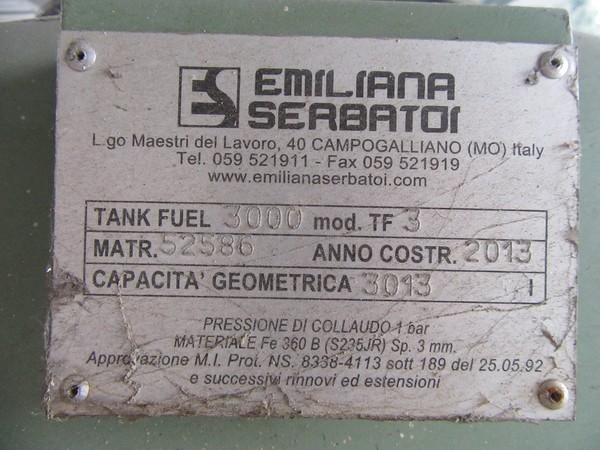 EMILIANA
SERBATOI
L.go Maestri del Lavoro, 40 CAMPOGALLIANO (MO) Italy
Tel. 059 521911 - Fax 059 521919
www.emilianaserbatoi.com
TANK FUEL 3000 mod. TF 3
MATR. 52586 ANNO COSTR. 2013
CAPACITA' GEOMETRICA 3013 l
PRESSIONE DI COLLAUDO 1 bar
MATERIALE Fe 360 B (S235JR) Sp. 3 mm.
Approvazione M.I. Prot. NS. 8338-4113 sott 189 del 25.05.92
e successivi rinnovi ed estensioni